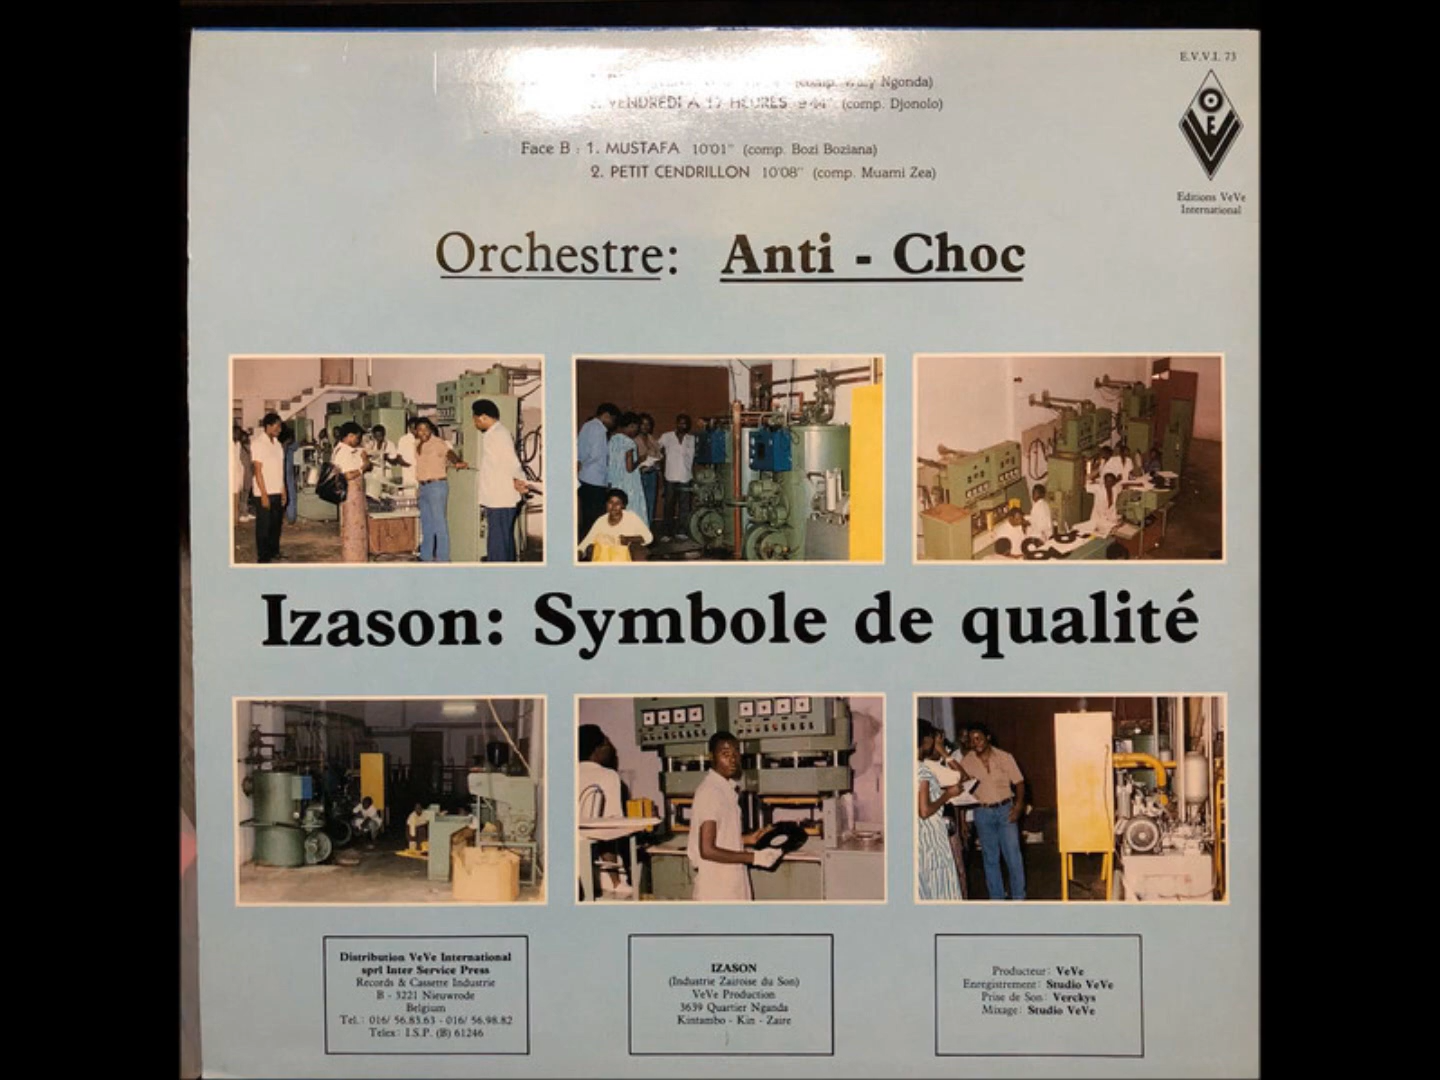 (comp. Wuly Ngonda)
2. VENDREDI A 17 HEURES 9'44" (comp. Djonolo)
Face B : 1. MUSTAFA 10'01" (comp. Bozi Boziana)
2. PETIT CENDRILLON 10'08" (comp. Muami Zea)
E.V.V.I. 73
Editions VeVe
International
Orchestre: Anti - Choc
Izason: Symbole de qualité
Distribution VeVe International
sprl Inter Service Press
Records & Cassette Industrie
B - 3221 Nieuwrode
Belgium
Tel.: 016/ 56.83.63 - 016/ 56.98.82
Telex: I.S.P. (B) 61246
IZASON
(Industrie Zaïroise du Son)
VeVe Production
3639 Quartier Nganda
Kintambo - Kin - Zaire
Producteur: VeVe
Enregistrement: Studio VeVe
Prise de Son: Verckys
Mixage: Studio VeVe